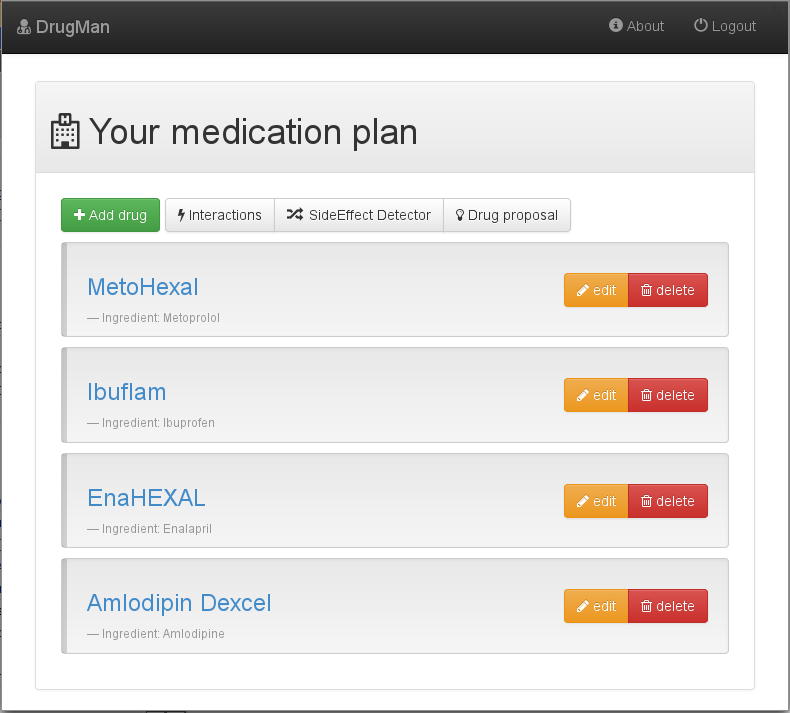 DrugMan About Logout
Your medication plan
Add drug Interactions SideEffect Detector Drug proposal
MetoHexal edit delete
— Ingredient: Metoprolol
Ibuflam edit delete
— Ingredient: Ibuprofen
EnaHEXAL edit delete
— Ingredient: Enalapril
Amlodipin Dexcel edit delete
— Ingredient: Amlodipine